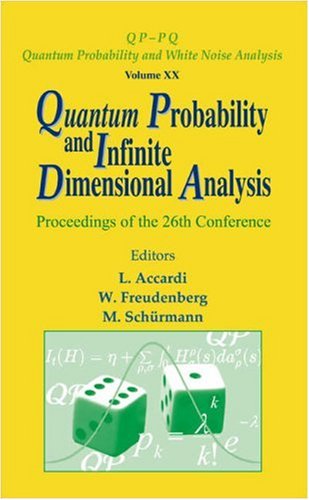 QP–PQ
Quantum Probability and White Noise Analysis
Volume XX
Quantum Probability
and Infinite
Dimensional Analysis
Proceedings of the 26th Conference
Editors
L. Accardi
W. Freudenberg
M. Schürmann
QP
QP
k!